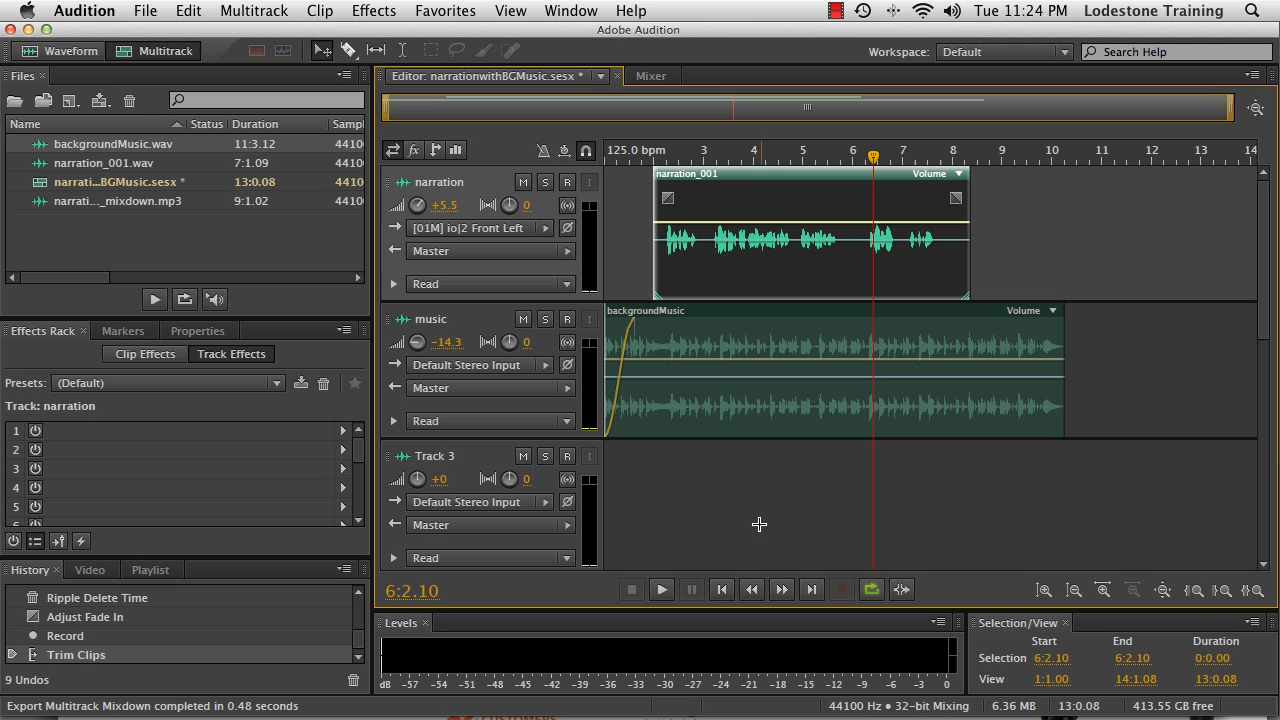 Audition File Edit Multitrack Clip Effects Favorites View Window Help Tue 11:24 PM Lodestone Training
Adobe Audition
Waveform Multitrack Workspace: Default Search Help
Files
Name Status Duration Sampl
backgroundMusic.wav 11:3.12 44100
narration_001.wav 7:1.09 44100
narrati...BGMusic.sesx * 13:0.08 44100
narrati..._mixdown.mp3 9:1.02 44100
Effects Rack Markers Properties
Clip Effects Track Effects
Presets: (Default)
Track: narration
1
2
3
4
5
History Video Playlist
Ripple Delete Time
Adjust Fade In
Record
Trim Clips
9 Undos
Editor: narrationwithBGMusic.sesx * Mixer
fx 125.0 bpm 3 4 5 6 7 8 9 10 11 12 13 14
narration M S R I
+5.5 0
[01M] io|2 Front Left
Master
Read
narration_001 Volume
music M S R I
-14.3 0
Default Stereo Input
Master
Read
backgroundMusic Volume
Track 3 M S R I
+0 0
Default Stereo Input
Master
Read
6:2.10
Levels
dB -57 -54 -51 -48 -45 -42 -39 -36 -33 -30 -27 -24 -21 -18 -15 -12 -9 -6 -3 0
Selection/View
Start End Duration
Selection 6:2.10 6:2.10 0:0.00
View 1:1.00 14:1.08 13:0.08
Export Multitrack Mixdown completed in 0.48 seconds 44100 Hz ● 32-bit Mixing 6.36 MB 13:0.08 413.55 GB free